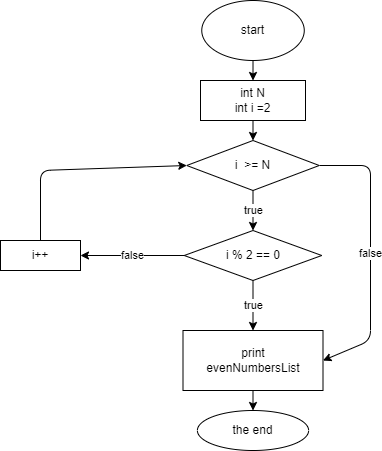 start
int N
int i =2
i  >= N
true
false
i % 2 == 0
false
i++
true
print
evenNumbersList
the end